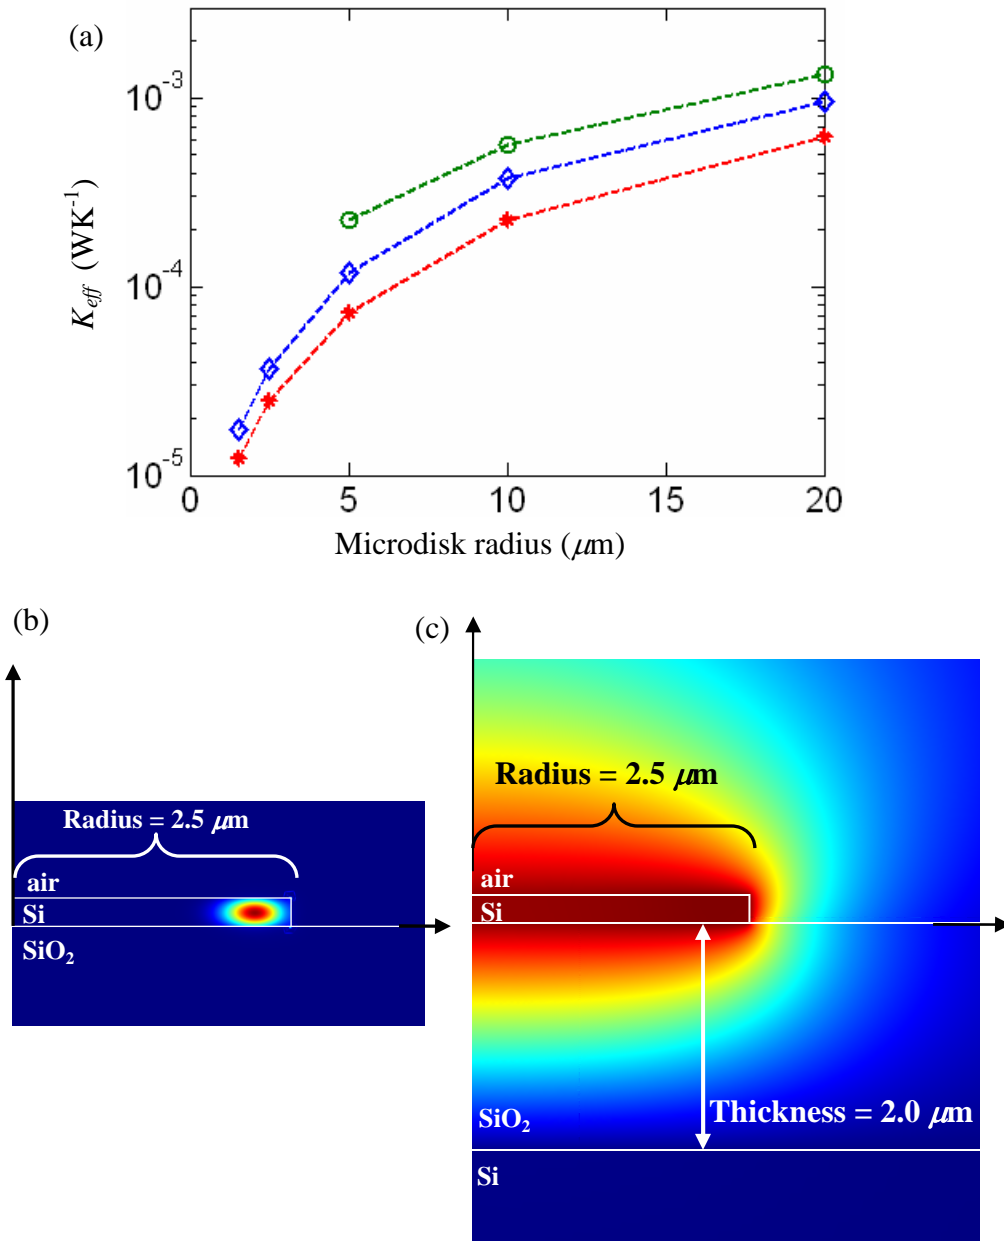 (a)
10⁻³
10⁻⁴
10⁻⁵
K_eff (WK⁻¹)
0 5 10 15 20
Microdisk radius (μm)
(b)
Radius = 2.5 μm
air
Si
SiO₂
(c)
Radius = 2.5 μm
air
Si
SiO₂
Thickness = 2.0 μm
Si